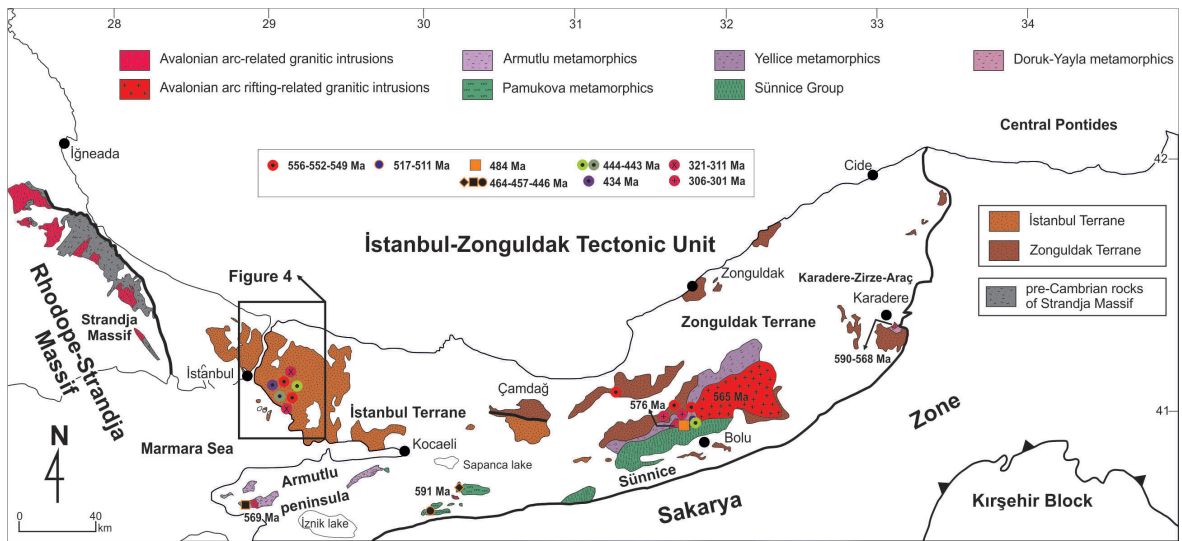 28
29
30
31
32
33
34
Avalonian arc-related granitic intrusions
Armutlu metamorphics
Yellice metamorphics
Doruk-Yayla metamorphics
Avalonian arc rifting-related granitic intrusions
Pamukova metamorphics
Sünnice Group
Central Pontides
İğneada
556-552-549 Ma
517-511 Ma
484 Ma
444-443 Ma
321-311 Ma
464-457-446 Ma
434 Ma
306-301 Ma
Cide
42
İstanbul Terrane
Zonguldak Terrane
pre-Cambrian rocks
of Strandja Massif
İstanbul-Zonguldak Tectonic Unit
Figure 4
Zonguldak
Karadere-Zirze-Araç
Karadere
Rhodope-Strandja
Massif
Strandja
Massif
Zonguldak Terrane
590-568 Ma
İstanbul
Çamdağ
576 Ma
565 Ma
41
İstanbul Terrane
Bolu
Zone
N
Marmara Sea
Kocaeli
Sapanca lake
Sünnice
Armutlu
peninsula
591 Ma
Sakarya
Kırşehir Block
569 Ma
İznik lake
0
40
km